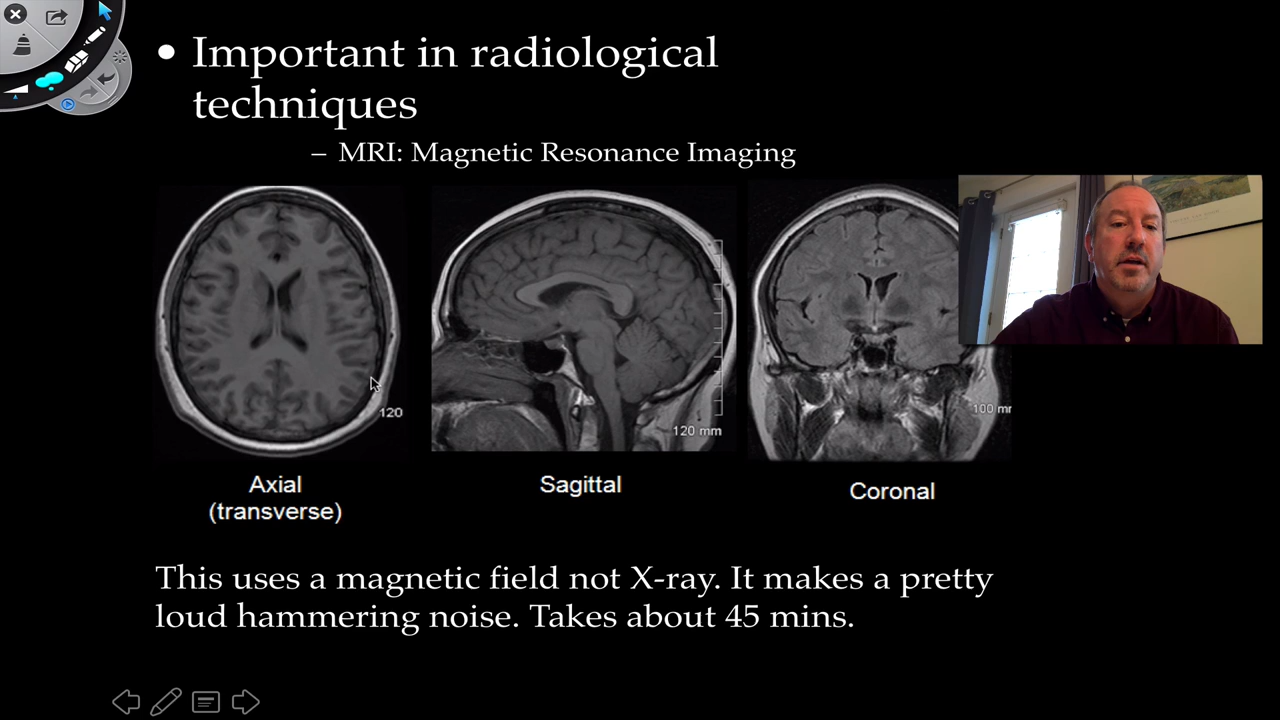 • Important in radiological
techniques
– MRI: Magnetic Resonance Imaging
120
120 mm
100 mr
Axial
(transverse)
Sagittal
Coronal
This uses a magnetic field not X-ray. It makes a pretty
loud hammering noise. Takes about 45 mins.